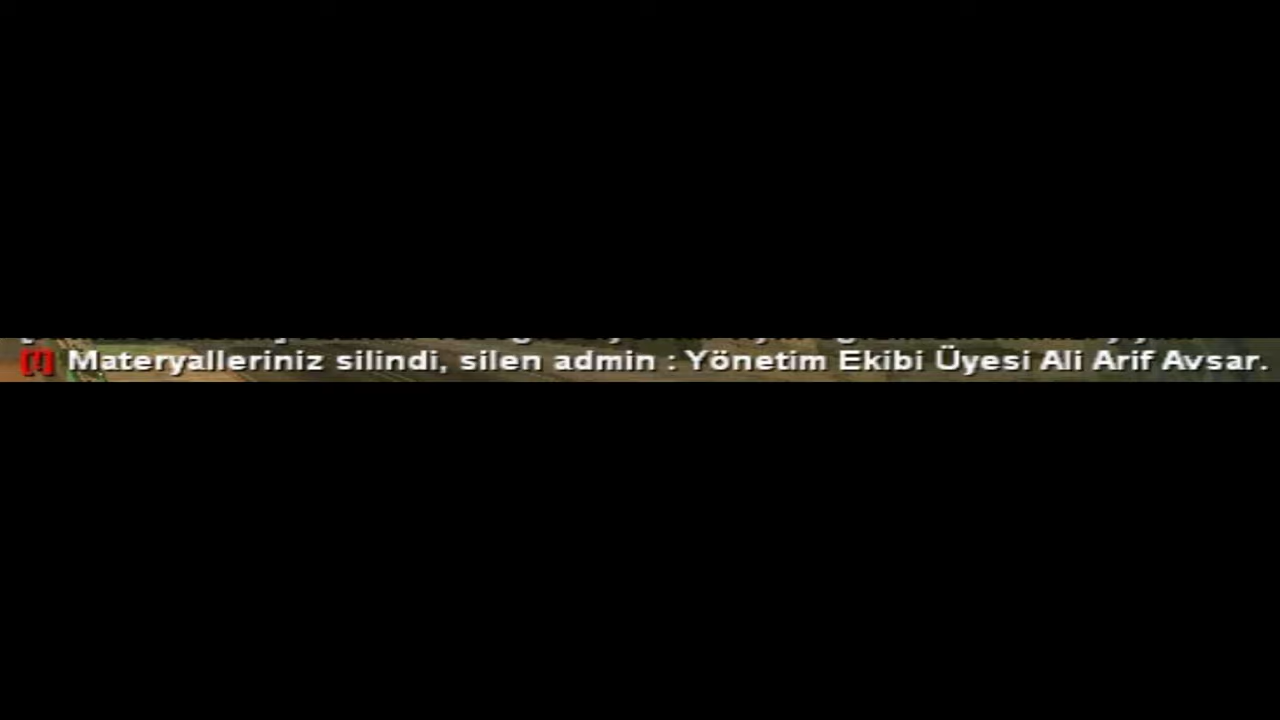 [!] Materyalleriniz silindi, silen admin : Yönetim Ekibi Üyesi Ali Arif Avsar.